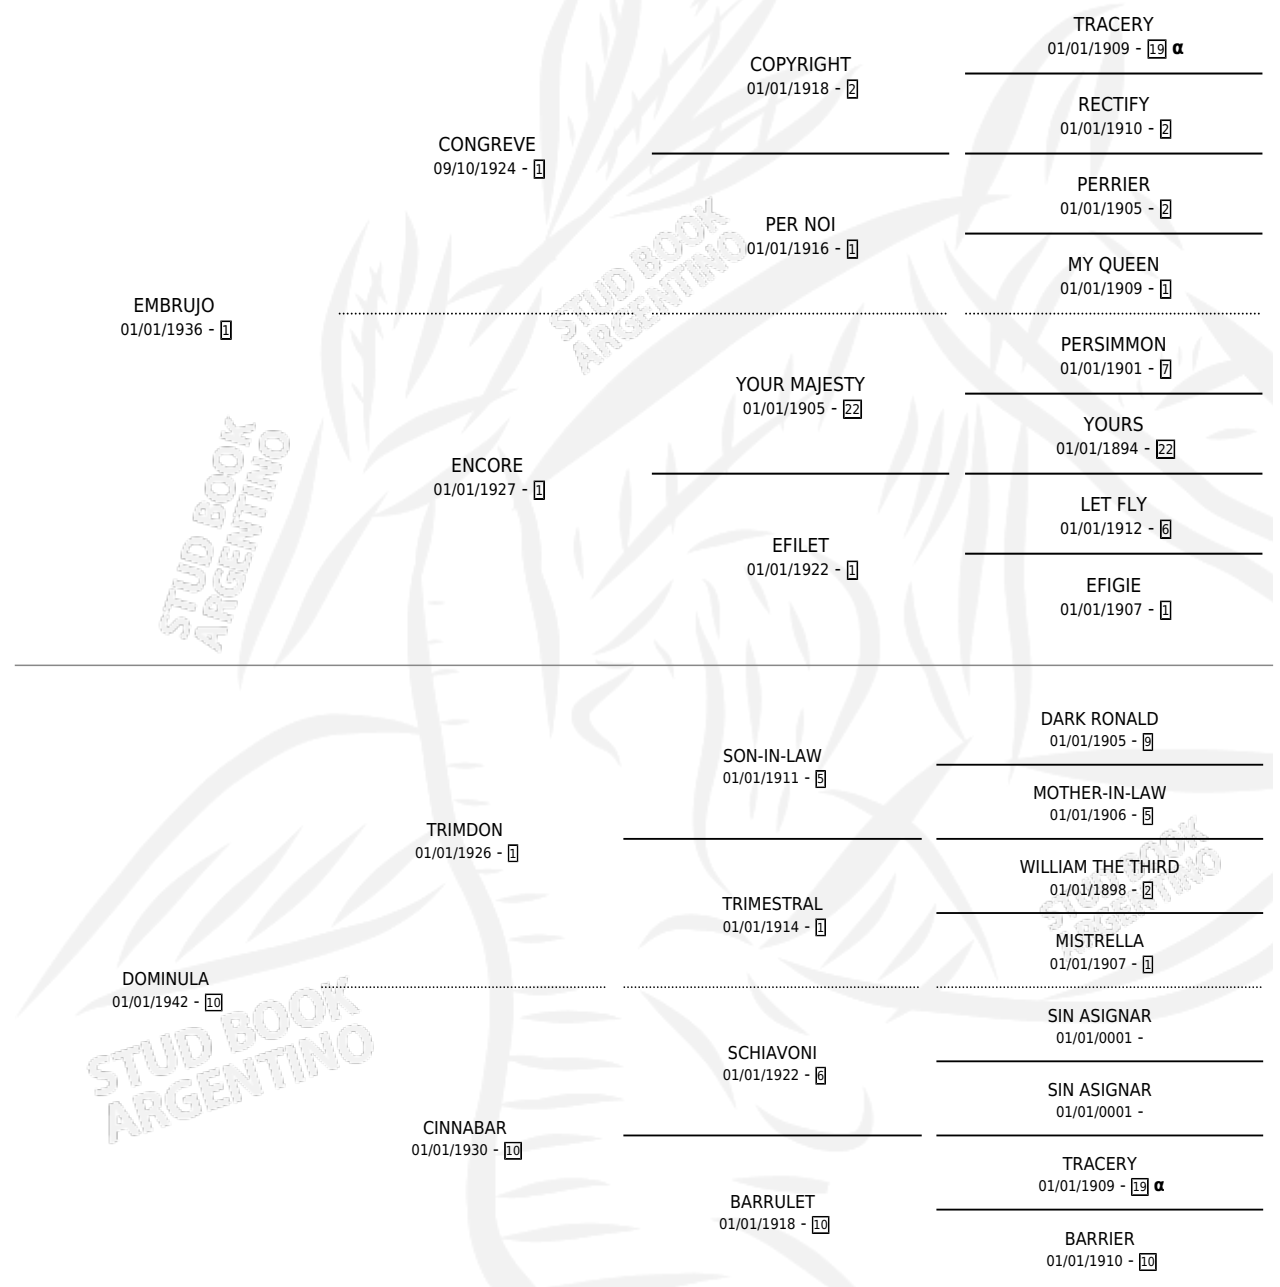 TRACERY
01/01/1909 - 19 α
COPYRIGHT
01/01/1918 - 2
RECTIFY
01/01/1910 - 2
CONGREVE
09/10/1924 - 1
PERRIER
01/01/1905 - 2
PER NOI
01/01/1916 - 1
MY QUEEN
01/01/1909 - 1
EMBRUJO
01/01/1936 - 1
PERSIMMON
01/01/1901 - 7
YOUR MAJESTY
01/01/1905 - 22
YOURS
01/01/1894 - 22
ENCORE
01/01/1927 - 1
LET FLY
01/01/1912 - 6
EFILET
01/01/1922 - 1
EFIGIE
01/01/1907 - 1
STUD BOOK
ARGENTINO
STUD BOOK
ARGENTINO
DARK RONALD
01/01/1905 - 9
SON-IN-LAW
01/01/1911 - 5
MOTHER-IN-LAW
01/01/1906 - 5
TRIMDON
01/01/1926 - 1
WILLIAM THE THIRD
01/01/1898 - 2
TRIMESTRAL
01/01/1914 - 1
MISTRELLA
01/01/1907 - 1
STUD BOOK
ARGENTINO
DOMINULA
01/01/1942 - 10
SIN ASIGNAR
01/01/0001 -
SCHIAVONI
01/01/1922 - 6
SIN ASIGNAR
01/01/0001 -
STUD BOOK
ARGENTINO
CINNABAR
01/01/1930 - 10
TRACERY
01/01/1909 - 19 α
BARRULET
01/01/1918 - 10
BARRIER
01/01/1910 - 10